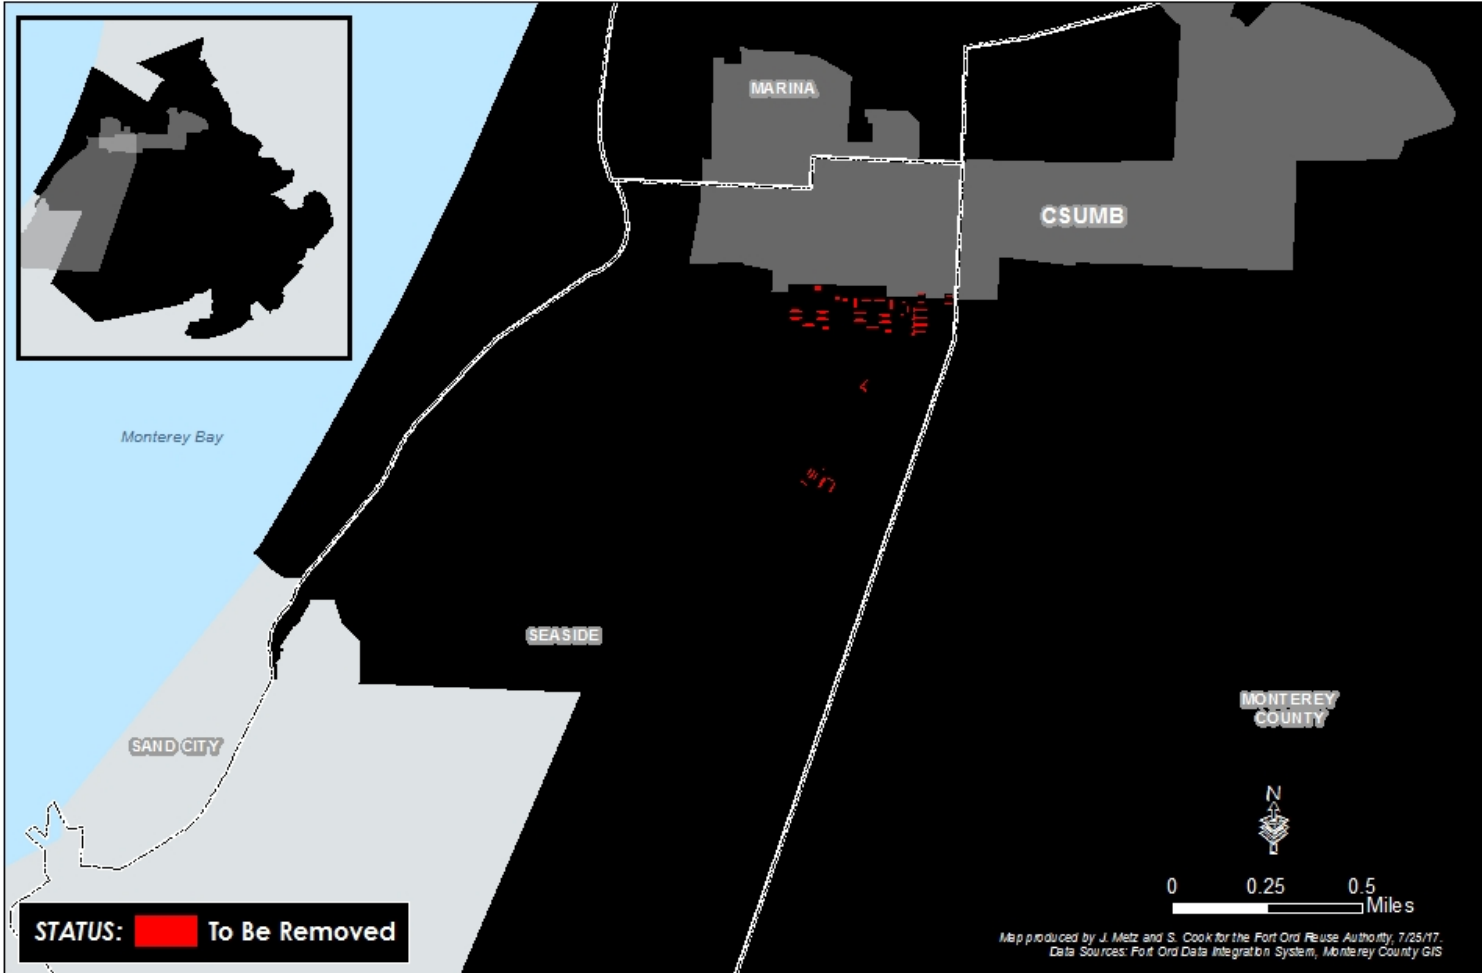 MARINA
CSUMB
Monterey Bay
SEASIDE
MONTEREY
COUNTY
SAND CITY
N
0 0.25 0.5
Miles
STATUS: To Be Removed
Map produced by J. Metz and S. Cook for the Fort Ord Reuse Authority, 7/25/17.
Data Sources: Fort Ord Data Integration System, Monterey County GIS